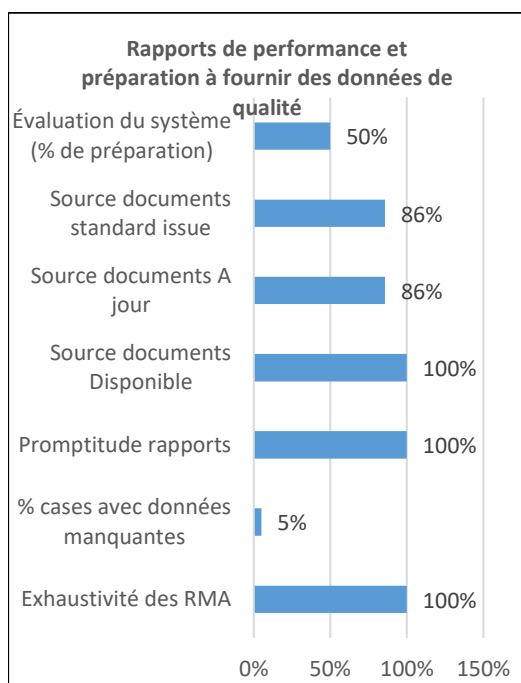 Rapports de performance et
préparation à fournir des données de
qualité
Évaluation du système
(% de préparation)
50%
Source documents
standard issue
86%
Source documents A
jour
86%
Source documents
Disponible
100%
Promptitude rapports
100%
% cases avec données
manquantes
5%
Exhaustivité des RMA
100%
0% 50% 100% 150%